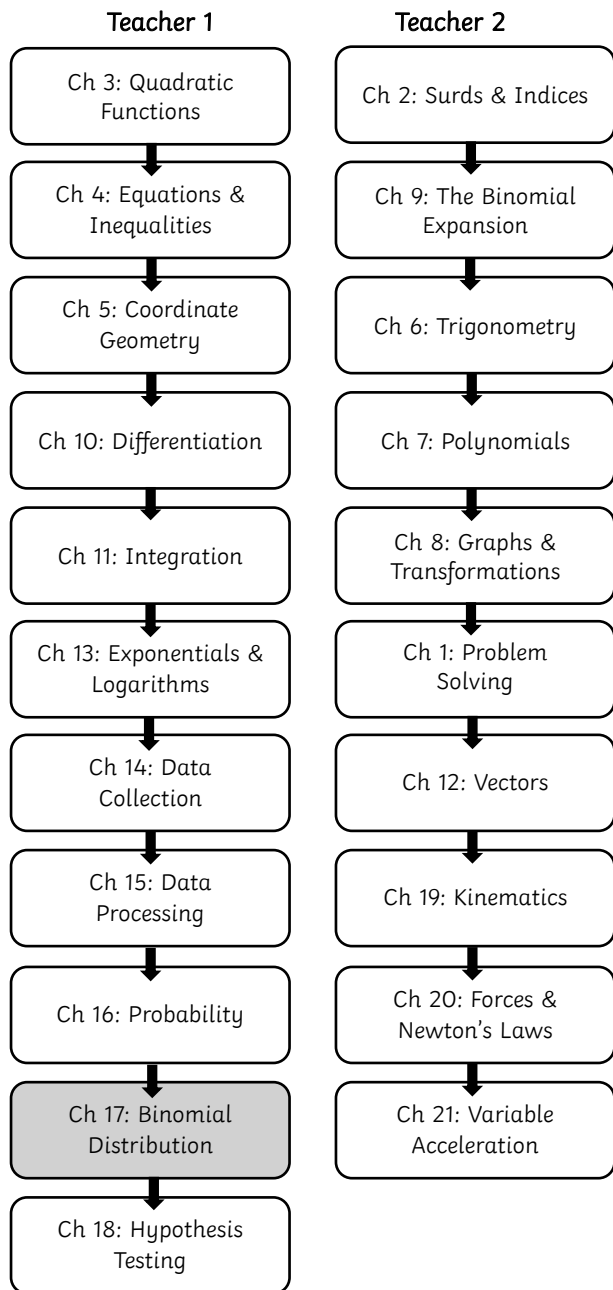 Teacher 1
Ch 3: Quadratic
Functions
Ch 4: Equations &
Inequalities
Ch 5: Coordinate
Geometry
Ch 10: Differentiation
Ch 11: Integration
Ch 13: Exponentials &
Logarithms
Ch 14: Data
Collection
Ch 15: Data
Processing
Ch 16: Probability
Ch 17: Binomial
Distribution
Ch 18: Hypothesis
Testing
Teacher 2
Ch 2: Surds & Indices
Ch 9: The Binomial
Expansion
Ch 6: Trigonometry
Ch 7: Polynomials
Ch 8: Graphs &
Transformations
Ch 1: Problem
Solving
Ch 12: Vectors
Ch 19: Kinematics
Ch 20: Forces &
Newton's Laws
Ch 21: Variable
Acceleration